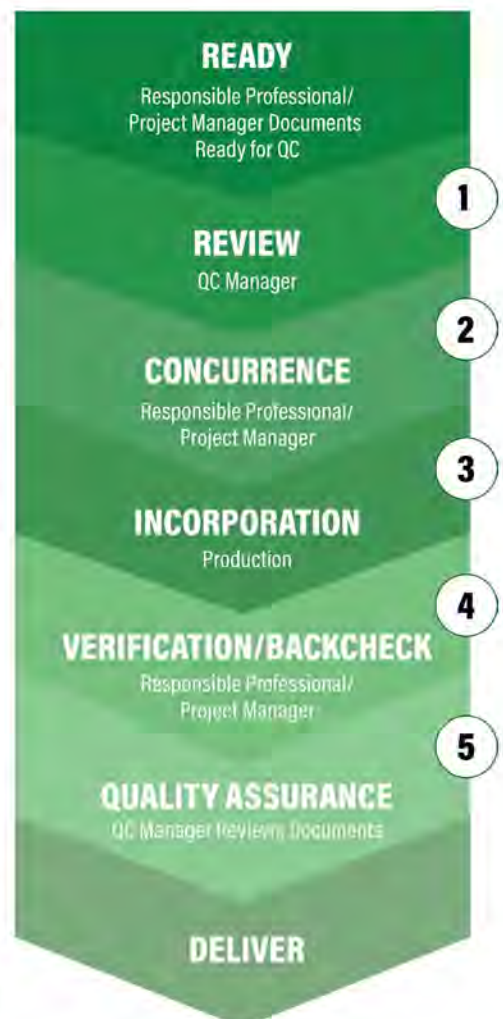 READY
Responsible Professional/
Project Manager Documents
Ready for QC
1
REVIEW
QC Manager
2
CONCURRENCE
Responsible Professional/
Project Manager
3
INCORPORATION
Production
4
VERIFICATION/BACKCHECK
Responsible Professional/
Project Manager
5
QUALITY ASSURANCE
QC Manager Reviews Documents
DELIVER